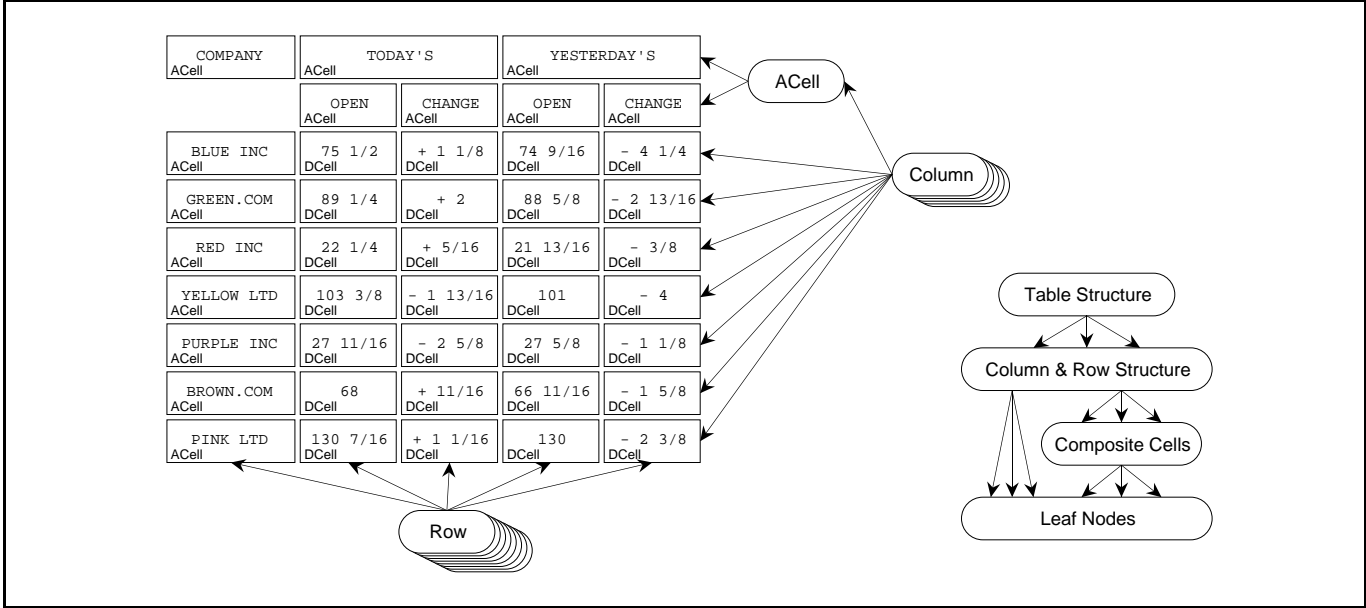 COMPANY TODAY'S YESTERDAY'S
ACell ACell ACell
ACell
OPEN CHANGE OPEN CHANGE
ACell ACell ACell ACell
BLUE INC 75 1/2 + 1 1/8 74 9/16 - 4 1/4
ACell DCell DCell DCell DCell
Column
GREEN.COM 89 1/4 + 2 88 5/8 - 2 13/16
ACell DCell DCell DCell DCell
RED INC 22 1/4 + 5/16 21 13/16 - 3/8
ACell DCell DCell DCell DCell
YELLOW LTD 103 3/8 - 1 13/16 101 - 4
ACell DCell DCell DCell DCell
PURPLE INC 27 11/16 - 2 5/8 27 5/8 - 1 1/8
ACell DCell DCell DCell DCell
BROWN.COM 68 + 11/16 66 11/16 - 1 5/8
ACell DCell DCell DCell DCell
PINK LTD 130 7/16 + 1 1/16 130 - 2 3/8
ACell DCell DCell DCell DCell
Row
Table Structure
Column & Row Structure
Composite Cells
Leaf Nodes